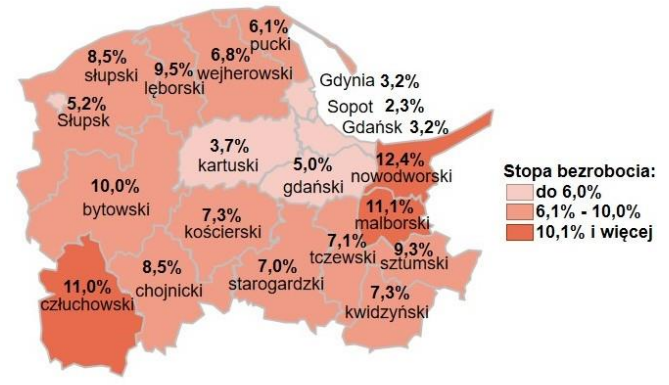 6,1%
pucki
8,5%
słupski
9,5%
lęborski
6,8%
wejherowski
Gdynia 3,2%
Sopot 2,3%
Gdańsk 3,2%
5,2%
Słupsk
3,7%
kartuski
5,0%
gdański
12,4%
nowodworski
Stopa bezrobocia:
do 6,0%
6,1% - 10,0%
10,1% i więcej
10,0%
bytowski
7,3%
kościerski
11,1%
malborski
7,1%
tczewski
9,3%
sztumski
11,0%
człuchowski
8,5%
chojnicki
7,0%
starogardzki
7,3%
kwidzyński